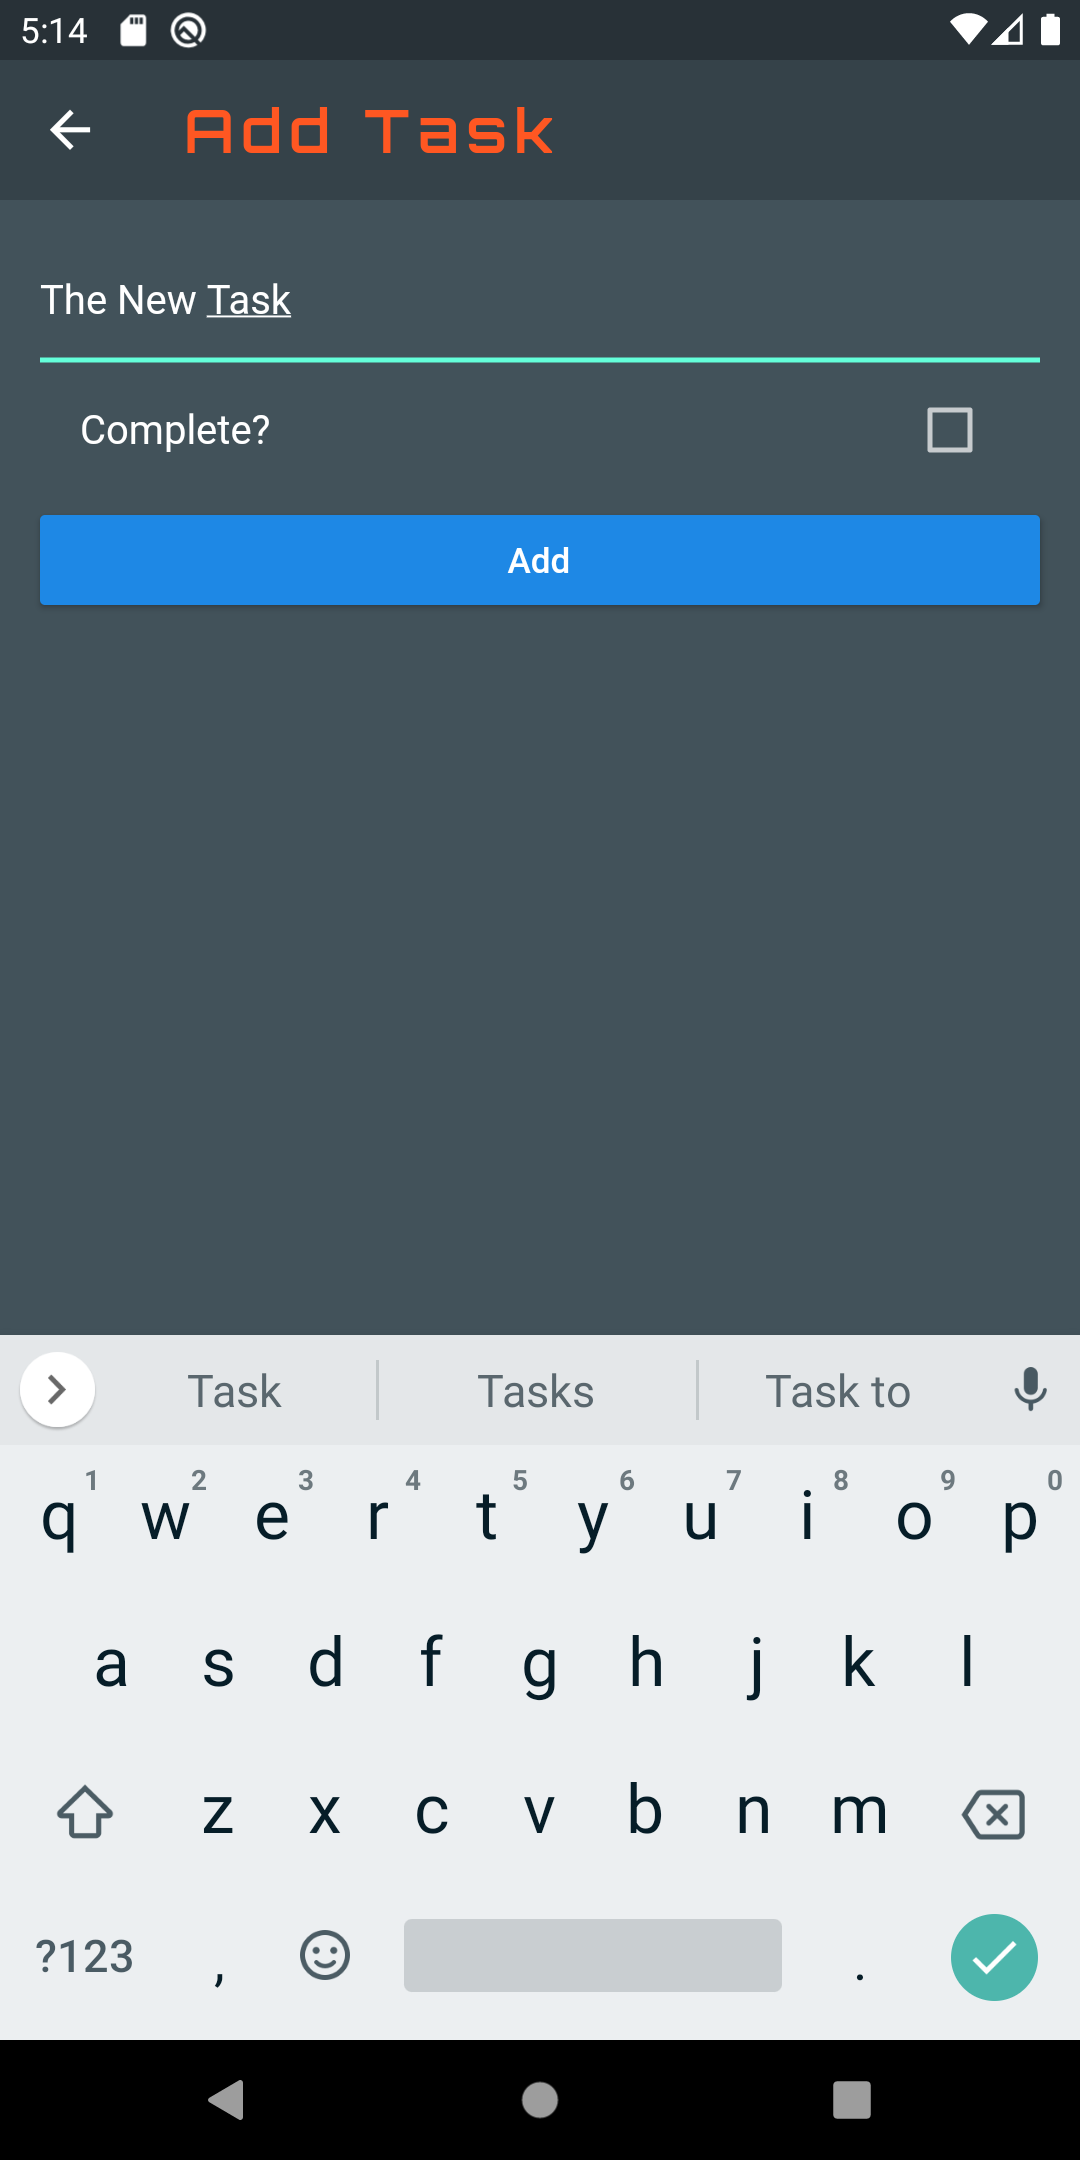 5:14
Add Task
The New Task
Complete?
Add
Task Tasks Task to
1 2 3 4 5 6 7 8 9 0
q w e r t y u i o p
a s d f g h j k l
z x c v b n m
?123 , .